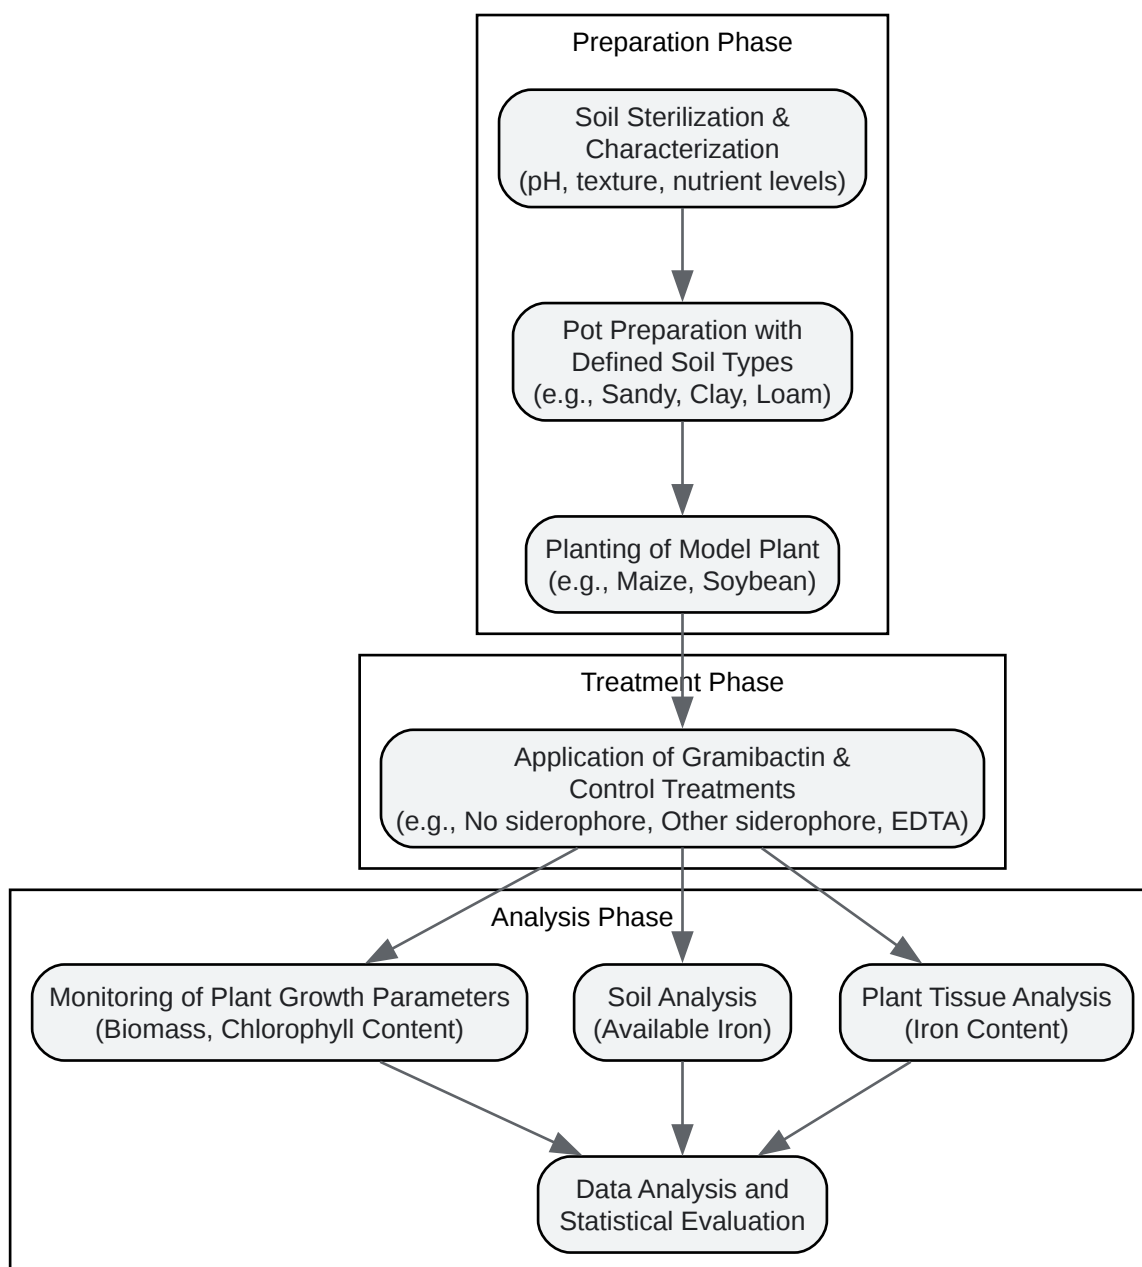 Preparation Phase
Soil Sterilization &
Characterization
(pH, texture, nutrient levels)
Pot Preparation with
Defined Soil Types
(e.g., Sandy, Clay, Loam)
Planting of Model Plant
(e.g., Maize, Soybean)
Treatment Phase
Application of Gramibactin &
Control Treatments
(e.g., No siderophore, Other siderophore, EDTA)
Analysis Phase
Monitoring of Plant Growth Parameters
(Biomass, Chlorophyll Content)
Soil Analysis
(Available Iron)
Plant Tissue Analysis
(Iron Content)
Data Analysis and
Statistical Evaluation